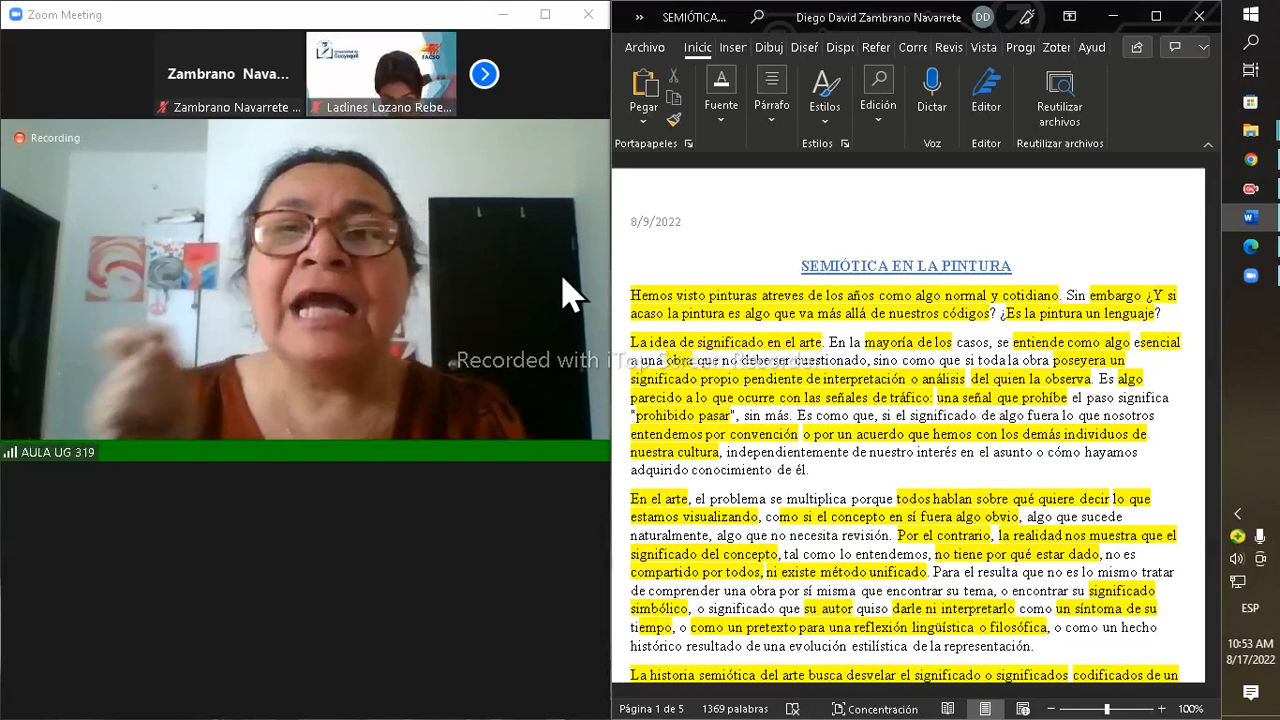 Zoom Meeting
Zambrano Nava...
Zambrano Navarrete ...
Universidad de Guayaquil
FACSO
Ladines Lozano Rebe...
Recording
AULA UG 319
Recorded with iTop Screen Recorder
» SEMIÓTICA... Diego David Zambrano Navarrete DD
Archivo Inicic Inser Dibuj Diseñ Dispo Refer Corre Revis Vista Progr Zoter Ayud
Pegar Fuente Párrafo Estilos Edición Dictar Editor Reutilizar archivos
Portapapeles Estilos Voz Editor Reutilizar archivos
8/9/2022
SEMIÓTICA EN LA PINTURA
Hemos visto pinturas atreves de los años como algo normal y cotidiano. Sin embargo ¿Y si
acaso la pintura es algo que va más allá de nuestros códigos? ¿Es la pintura un lenguaje?
La idea de significado en el arte. En la mayoría de los casos, se entiende como algo esencial
a una obra que no debe ser cuestionado, sino como que si toda la obra poseyera un
significado propio pendiente de interpretación o análisis del quien la observa. Es algo
parecido a lo que ocurre con las señales de tráfico: una señal que prohíbe el paso significa
"prohibido pasar", sin más. Es como que, si el significado de algo fuera lo que nosotros
entendemos por convención o por un acuerdo que hemos con los demás individuos de
nuestra cultura, independientemente de nuestro interés en el asunto o cómo hayamos
adquirido conocimiento de él.
En el arte, el problema se multiplica porque todos hablan sobre qué quiere decir lo que
estamos visualizando, como si el concepto en sí fuera algo obvio, algo que sucede
naturalmente, algo que no necesita revisión. Por el contrario, la realidad nos muestra que el
significado del concepto, tal como lo entendemos, no tiene por qué estar dado, no es
compartido por todos, ni existe método unificado. Para el resulta que no es lo mismo tratar
de comprender una obra por sí misma que encontrar su tema, o encontrar su significado
simbólico, o significado que su autor quiso darle ni interpretarlo como un síntoma de su
tiempo, o como un pretexto para una reflexión lingüística o filosófica, o como un hecho
histórico resultado de una evolución estilística de la representación.
La historia semiótica del arte busca desvelar el significado o significados codificados de un
Página 1 de 5 1369 palabras Concentración 100%
ESP
10:53 AM
8/17/2022